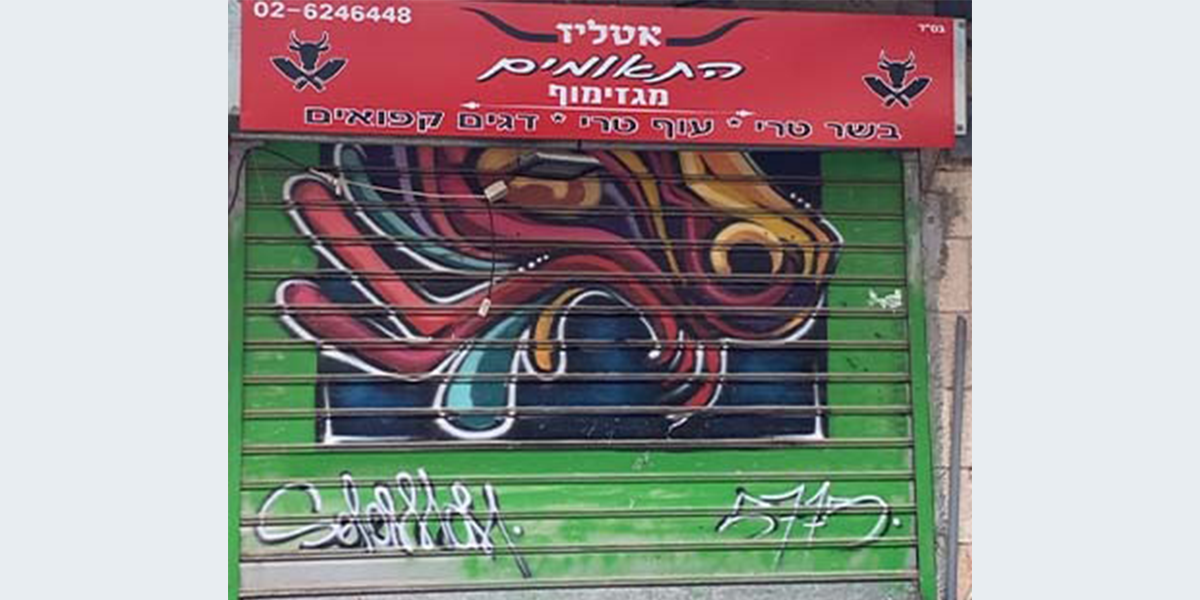 02-6246448
בס"ד
אטליז
התאומים
מגזימוף
בשר טרי * עוף טרי * דגים קפואים